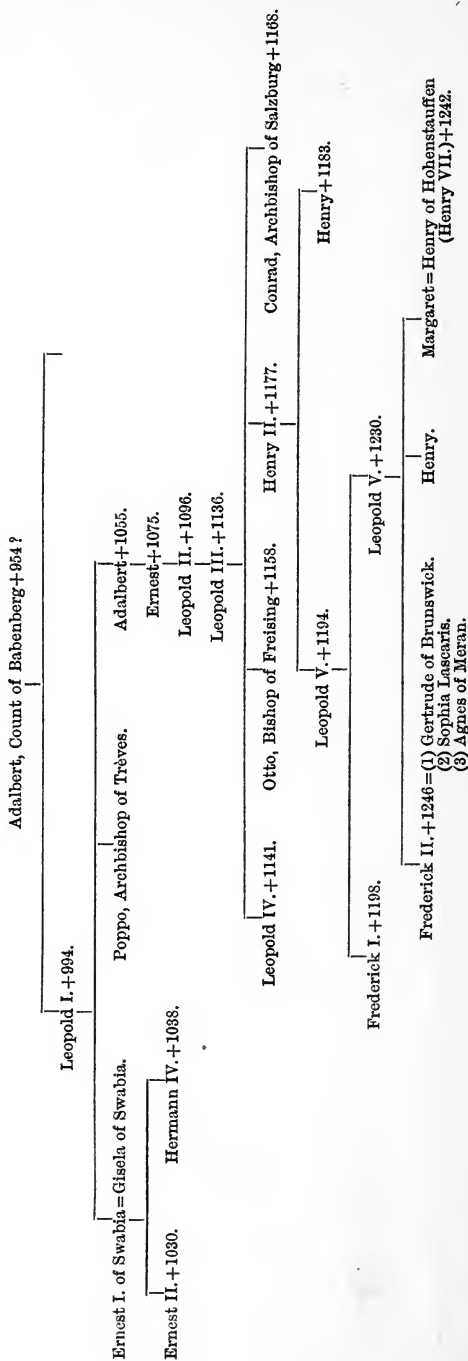 Adalbert, Count of Babenberg+954?
Leopold I.+994.
Ernest I. of Swabia=Gisela of Swabia.
Poppo, Archbishop of Trèves.
Adalbert+1055.
Ernest II.+1030.
Hermann IV.+1038.
Ernest+1075.
Leopold II.+1096.
Leopold III.+1136.
Leopold IV.+1141.
Otto, Bishop of Freising+1158.
Henry II.+1177.
Conrad, Archbishop of Salzburg+1168.
Leopold V.+1194.
Henry+1183.
Frederick I.+1198.
Leopold V.+1230.
Frederick II.+1246=(1) Gertrude of Brunswick.
(2) Sophia Lascaris.
(3) Agnes of Meran.
Henry.
Margaret=Henry of Hohenstauffen
(Henry VII.)+1242.